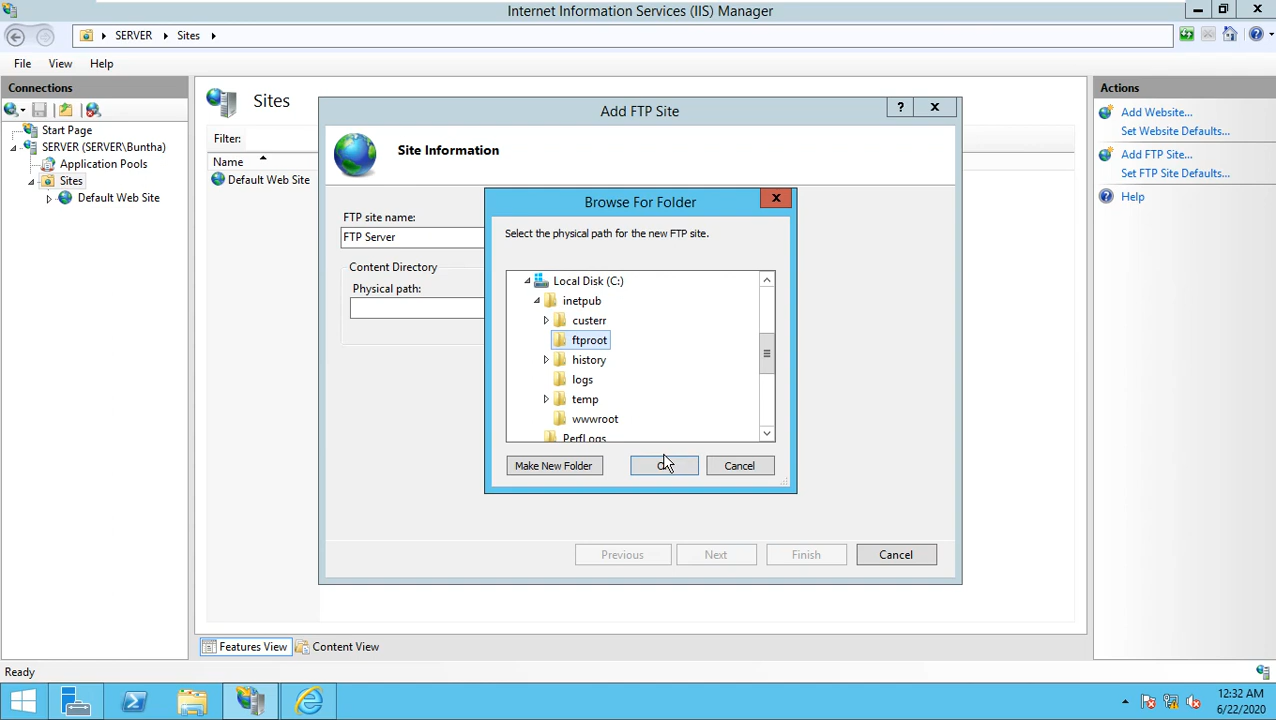 Internet Information Services (IIS) Manager
SERVER Sites
File View Help
Connections
Start Page
SERVER (SERVER\Buntha)
Application Pools
Sites
Default Web Site
Sites
Filter:
Name
Default Web Site
Add FTP Site
?
Site Information
FTP site name:
FTP Server
Content Directory
Physical path:
Previous Next Finish Cancel
Browse For Folder
Select the physical path for the new FTP site.
Local Disk (C:)
inetpub
custerr
ftproot
history
logs
temp
wwwroot
PerfLogs
Make New Folder Cancel
Actions
Add Website...
Set Website Defaults...
Add FTP Site...
Set FTP Site Defaults...
Help
Features View Content View
Ready
12:32 AM
6/22/2020